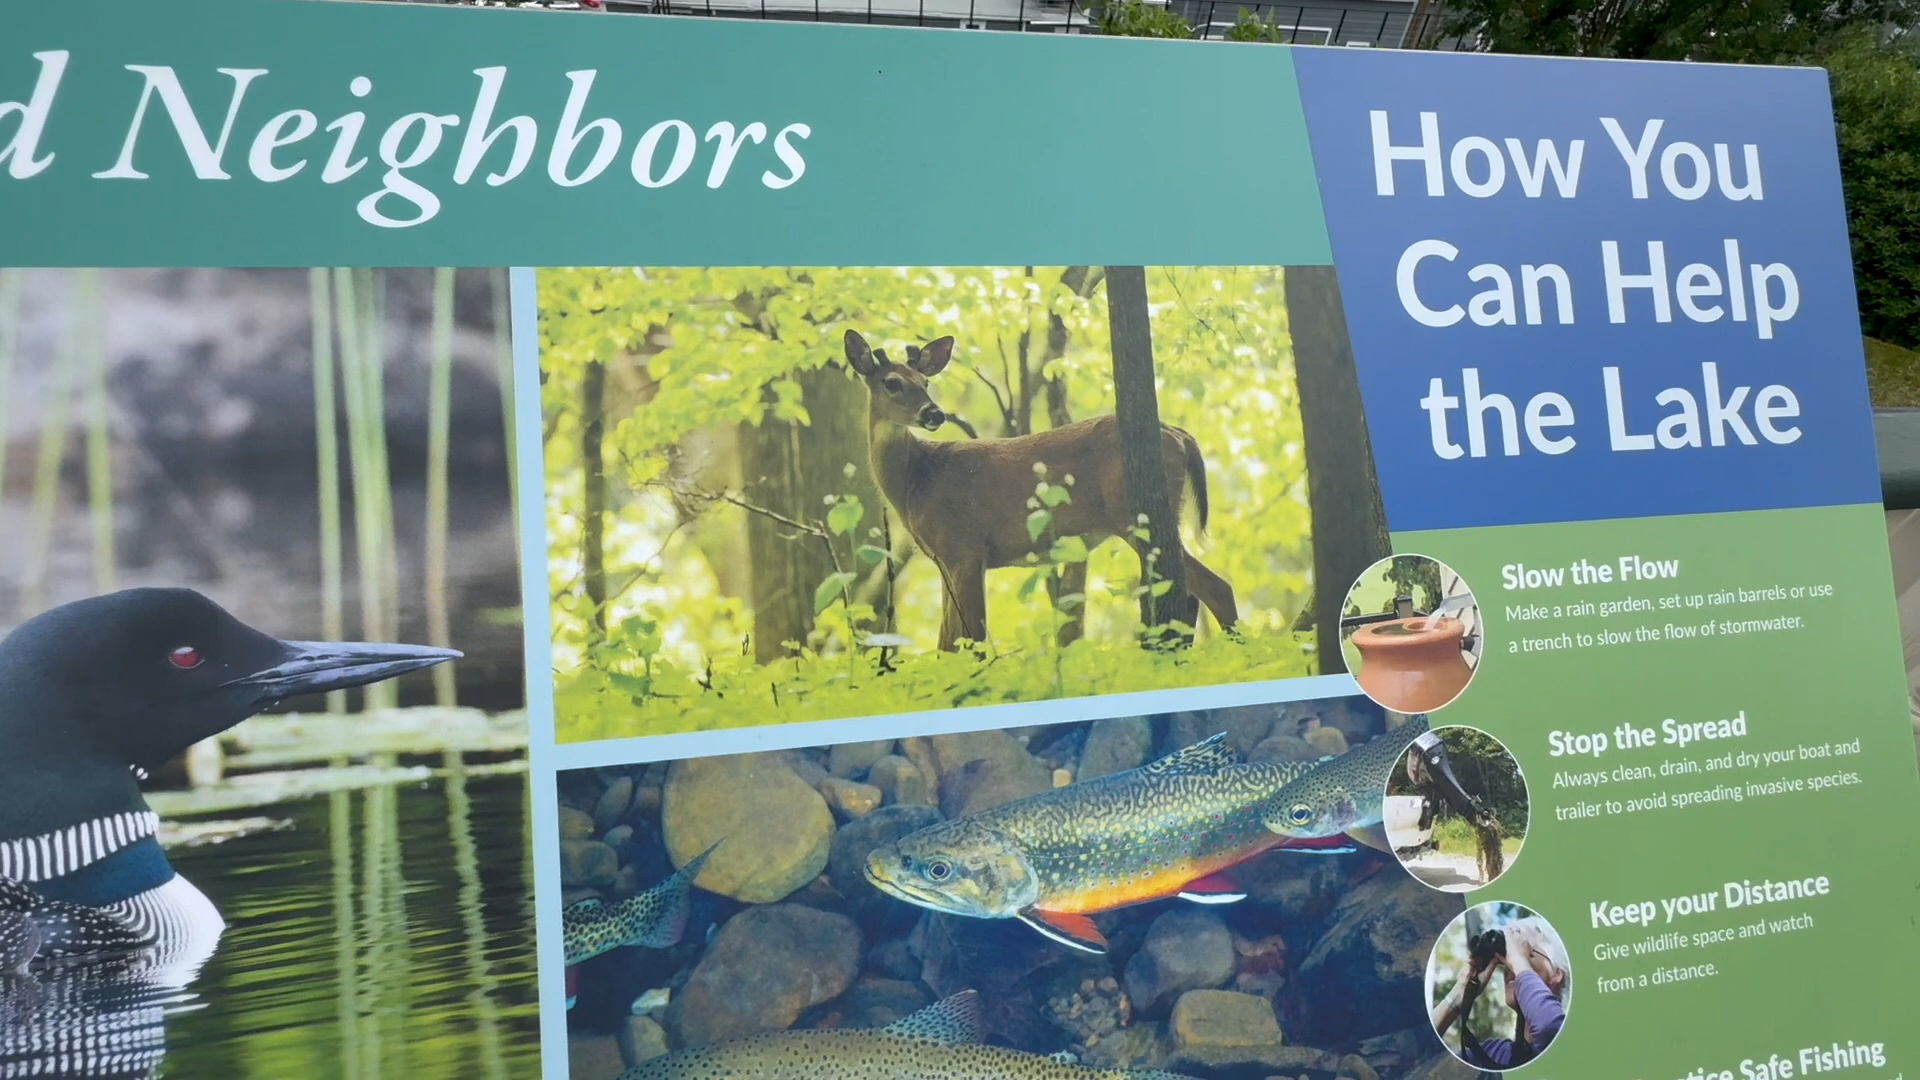 Neighbors
How You
Can Help
the Lake
Slow the Flow
Make a rain garden, set up rain barrels or use
a trench to slow the flow of stormwater.
Stop the Spread
Always clean, drain, and dry your boat and
trailer to avoid spreading invasive species.
Keep your Distance
Give wildlife space and watch
from a distance.
Safe Fishing